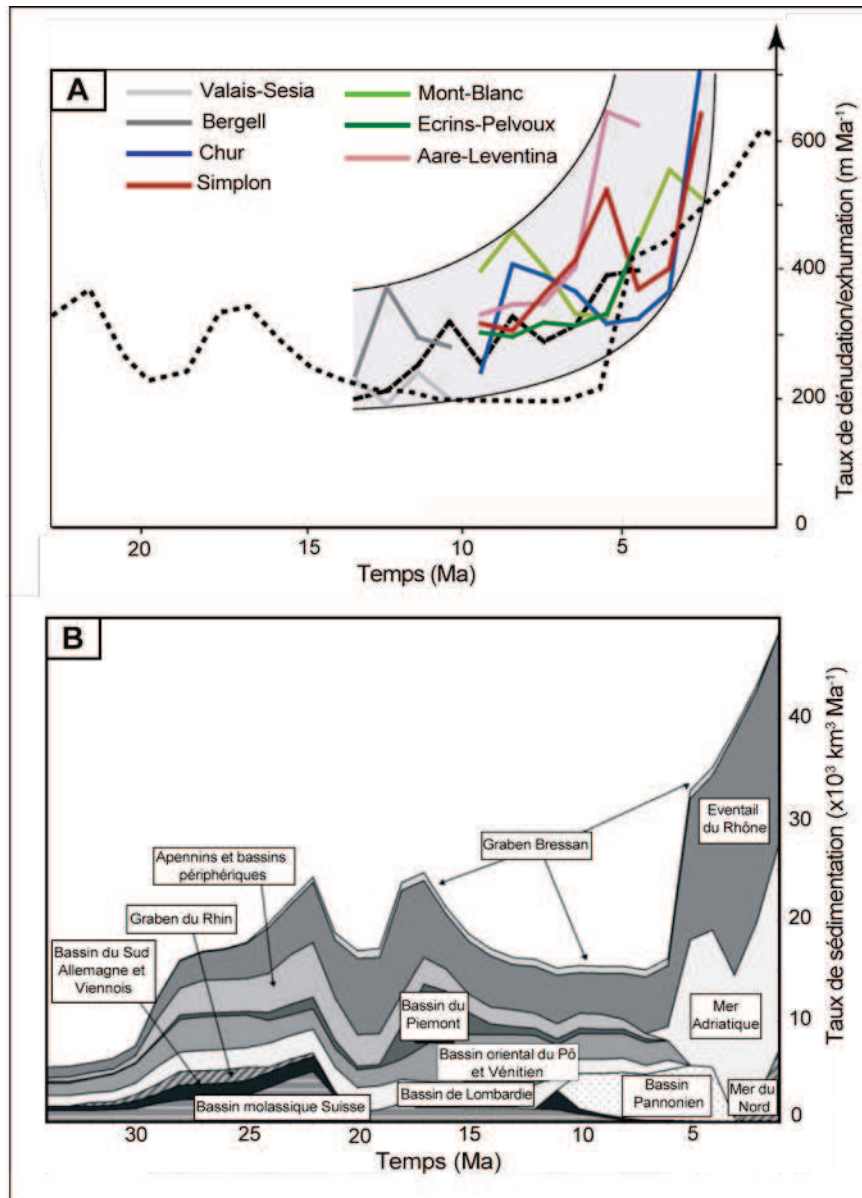 A
Valais-Sesia
Bergell
Chur
Simplon
Mont-Blanc
Ecrins-Pelvoux
Aare-Leventina
600
400
200
0
Taux de dénudation/exhumation (m Ma⁻¹)
20
15
10
5
Temps (Ma)
B
Apennins et bassins
périphériques
Graben du Rhin
Bassin du Sud
Allemagne et
Viennois
Graben Bressan
Eventail
du Rhône
Bassin du
Piemont
Mer
Adriatique
Bassin oriental du Pô
et Vénitien
Bassin de Lombardie
Bassin
Pannonien
Mer du
Nord
Bassin molassique Suisse
40
30
20
10
0
Taux de sédimentation (x10³ km³ Ma⁻¹)
30
25
20
15
10
5
Temps (Ma)